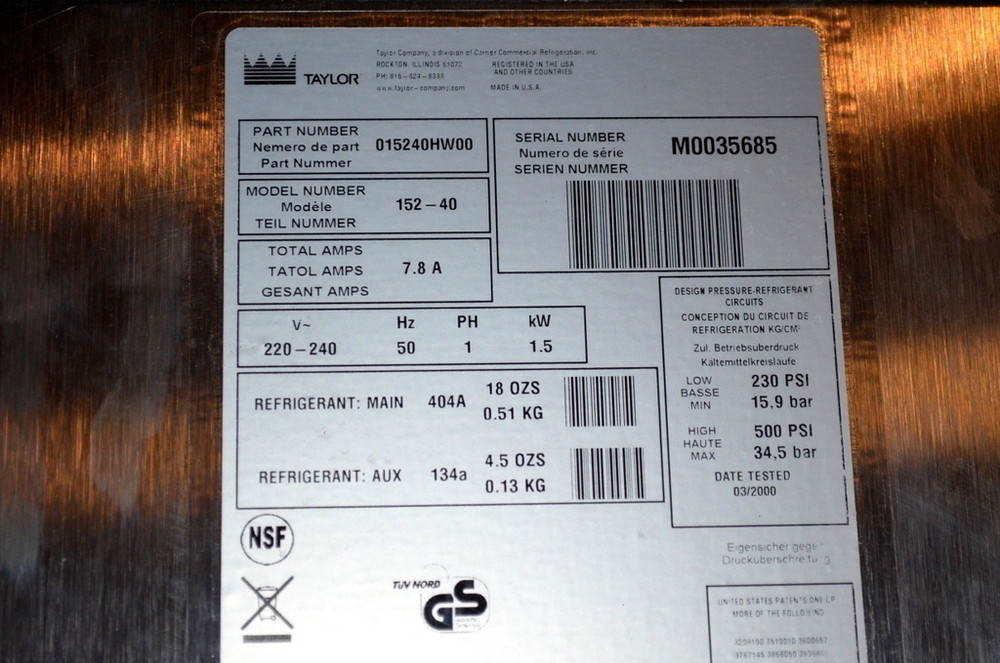 TAYLOR
Taylor Company, a division of Carrier Commercial Refrigeration, Inc.
ROCKTON, ILLINOIS 61072
PH: 815-624-8333
www.taylor-company.com
REGISTERED IN THE USA
AND OTHER COUNTRIES
MADE IN U.S.A.
PART NUMBER
Nemero de part
Part Nummer
015240HW00
SERIAL NUMBER
Numero de série
SERIEN NUMMER
M0035685
MODEL NUMBER
Modèle
TEIL NUMMER
152-40
TOTAL AMPS
TATOL AMPS
GESANT AMPS
7.8 A
V~ Hz PH kW
220-240 50 1 1.5
REFRIGERANT: MAIN 404A
18 OZS
0.51 KG
REFRIGERANT: AUX 134a
4.5 OZS
0.13 KG
DESIGN PRESSURE-REFRIGERANT
CIRCUITS
CONCEPTION DU CIRCUIT DE
REFRIGERATION KG/CM²
Zul. Betriebsüberdruck
Kältemittelkreisläufe
LOW
BASSE
MIN
230 PSI
15,9 bar
HIGH
HAUTE
MAX
500 PSI
34,5 bar
DATE TESTED
03/2000
NSF
TÜV NORD
GS
Eigensicher
UNITED STATES PATENTS ONE
MORE OF THE FOLLOWING